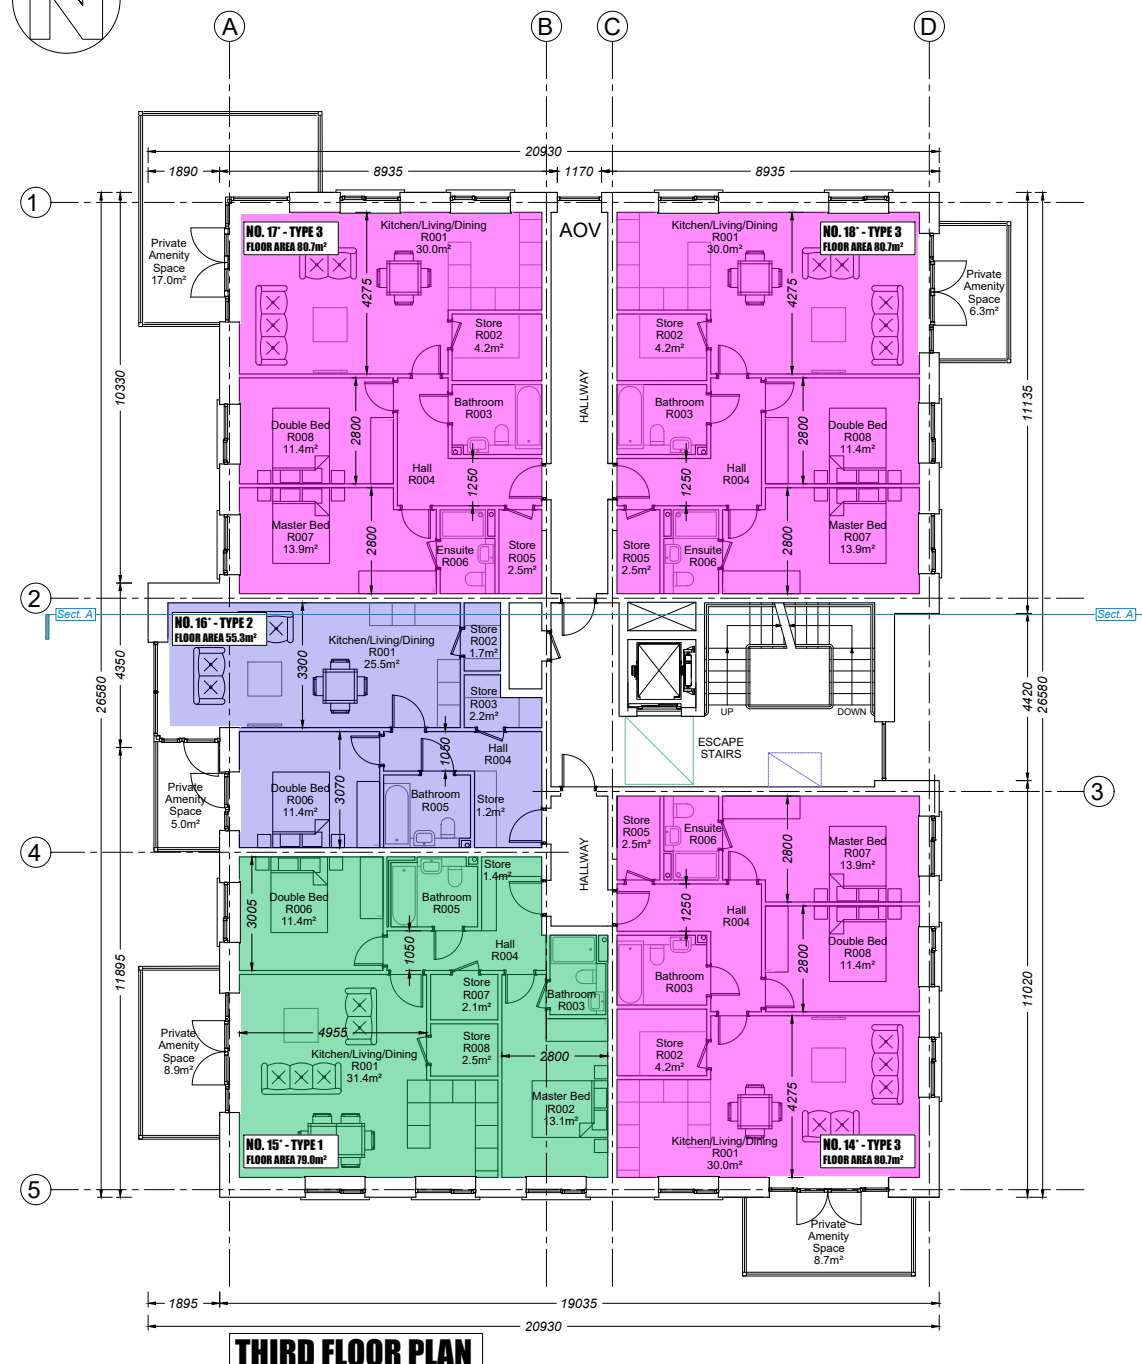 N
A
B
C
D
20930
1890
8935
1170
8935
1
NO. 17* - TYPE 3
FLOOR AREA 80.7m²
Kitchen/Living/Dining
R001
30.0m²
AOV
Kitchen/Living/Dining
R001
30.0m²
NO. 18* - TYPE 3
FLOOR AREA 80.7m²
Private
Amenity
Space
17.0m²
Private
Amenity
Space
6.3m²
4275
4275
Store
R002
4.2m²
Store
R002
4.2m²
10330
HALLWAY
11135
Double Bed
R008
11.4m²
2800
Bathroom
R003
Bathroom
R003
2800
Double Bed
R008
11.4m²
Hall
R004
1250
1250
Hall
R004
Master Bed
R007
13.9m²
2800
Ensuite
R006
Store
R005
2.5m²
Store
R005
2.5m²
Ensuite
R006
2800
Master Bed
R007
13.9m²
2
Sect. A
Sect. A
NO. 16* - TYPE 2
FLOOR AREA 55.3m²
Kitchen/Living/Dining
R001
25.5m²
3300
Store
R002
1.7m²
Store
R003
2.2m²
26580
4350
4420
26580
UP
DOWN
ESCAPE
STAIRS
1050
Hall
R004
Private
Amenity
Space
5.0m²
Double Bed
R006
11.4m²
3070
Bathroom
R005
Store
1.2m²
3
4
HALLWAY
Store
R005
2.5m²
Ensuite
R006
2800
Master Bed
R007
13.9m²
Store
1.4m²
3005
Double Bed
R006
11.4m²
Bathroom
R005
1050
Hall
R004
1250
Hall
R004
2800
Double Bed
R008
11.4m²
11895
11020
Bathroom
R003
Bathroom
R003
Store
R007
2.1m²
Private
Amenity
Space
8.9m²
4955
Kitchen/Living/Dining
R001
31.4m²
Store
R008
2.5m²
2800
Store
R002
4.2m²
4275
Master Bed
R002
13.1m²
NO. 15* - TYPE 1
FLOOR AREA 79.0m²
Kitchen/Living/Dining
R001
30.0m²
NO. 14* - TYPE 3
FLOOR AREA 80.7m²
5
Private
Amenity
Space
8.7m²
1895
19035
20930
THIRD FLOOR PLAN